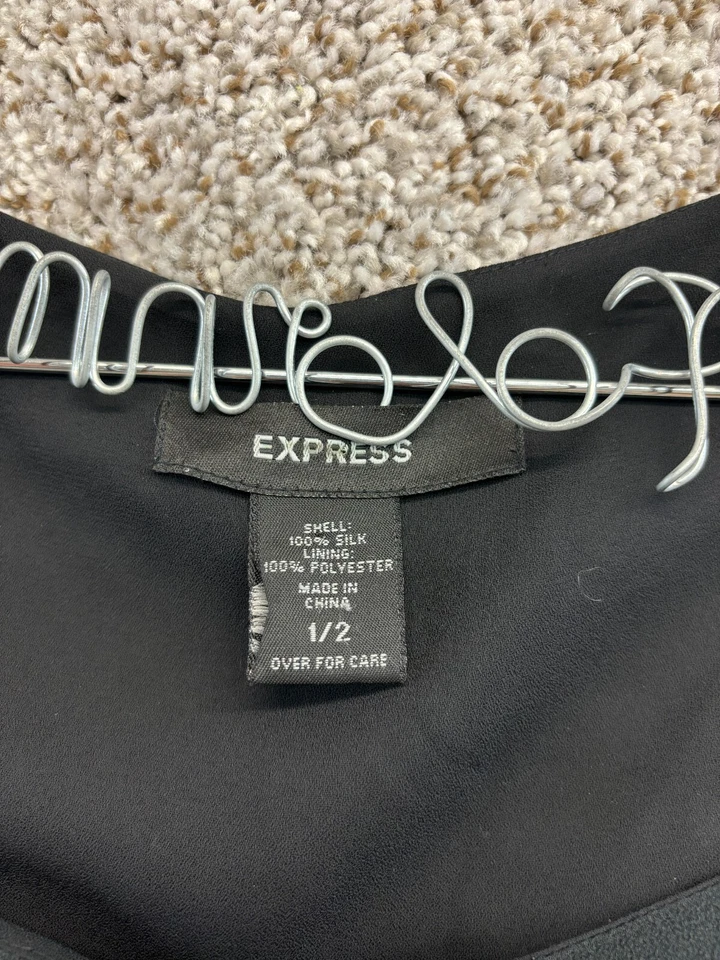 EXPRESS
SHELL:
100% SILK
LINING:
100% POLYESTER
MADE IN
CHINA
1/2
OVER FOR CARE